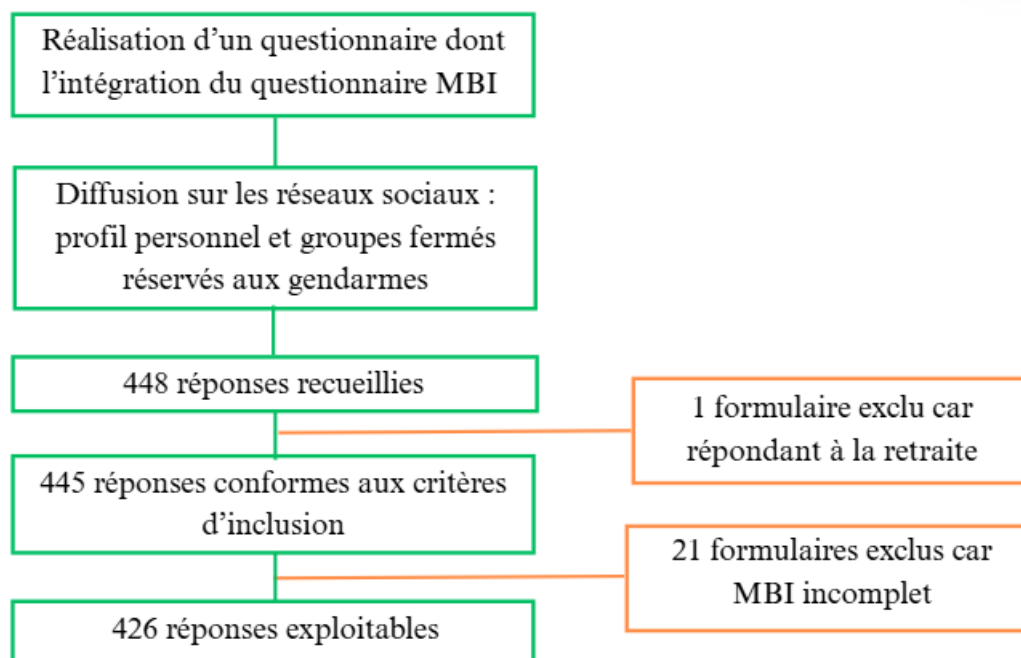 Réalisation d’un questionnaire dont
l’intégration du questionnaire MBI
Diffusion sur les réseaux sociaux :
profil personnel et groupes fermés
réservés aux gendarmes
448 réponses recueillies
1 formulaire exclu car
répondant à la retraite
445 réponses conformes aux critères
d’inclusion
21 formulaires exclus car
MBI incomplet
426 réponses exploitables